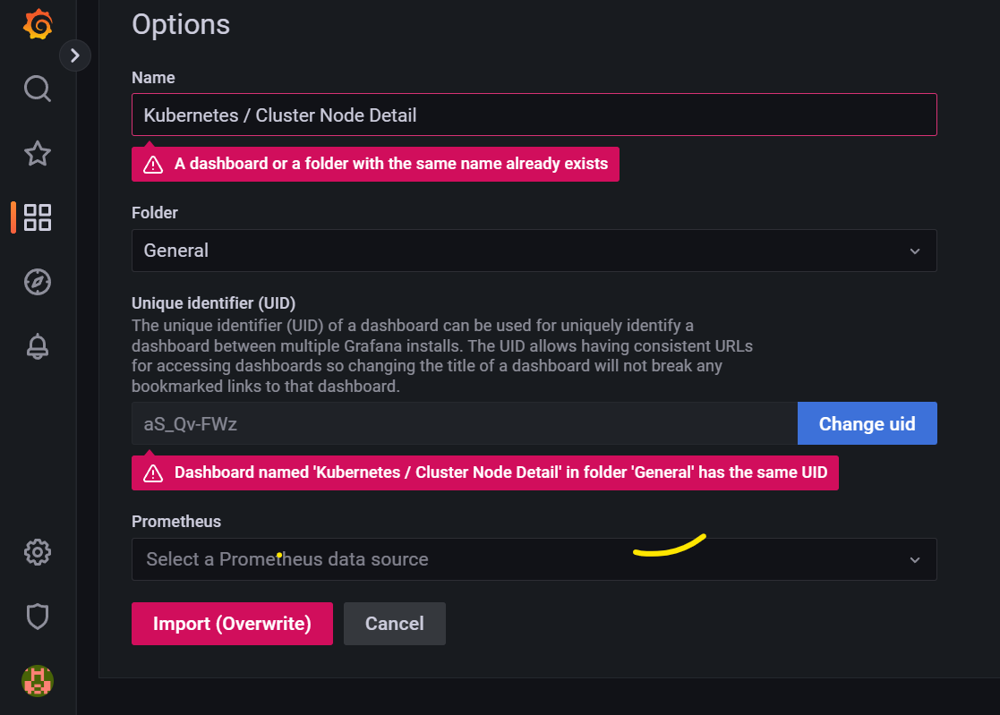 Options
Name
Kubernetes / Cluster Node Detail
A dashboard or a folder with the same name already exists
Folder
General
Unique identifier (UID)
The unique identifier (UID) of a dashboard can be used for uniquely identify a
dashboard between multiple Grafana installs. The UID allows having consistent URLs
for accessing dashboards so changing the title of a dashboard will not break any
bookmarked links to that dashboard.
aS_Qv-FWz
Change uid
Dashboard named 'Kubernetes / Cluster Node Detail' in folder 'General' has the same UID
Prometheus
Select a Prometheus data source
Import (Overwrite)
Cancel